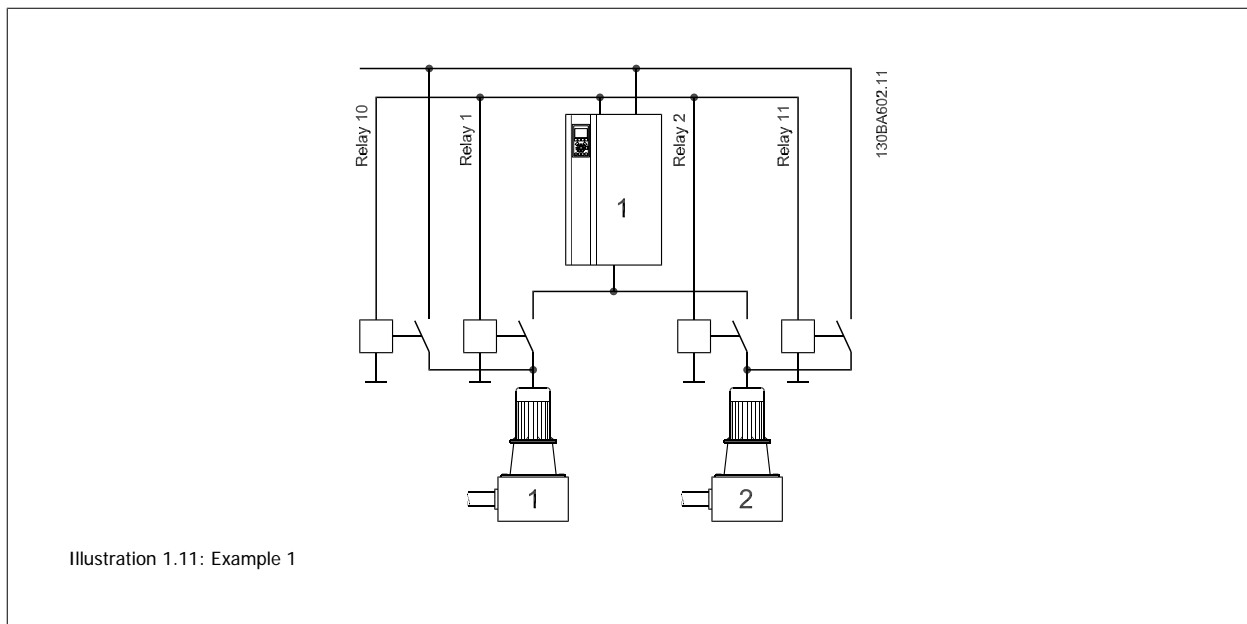 Relay 10
Relay 1
Relay 2
Relay 11
130BA602.11
1
1
2
Illustration 1.11: Example 1